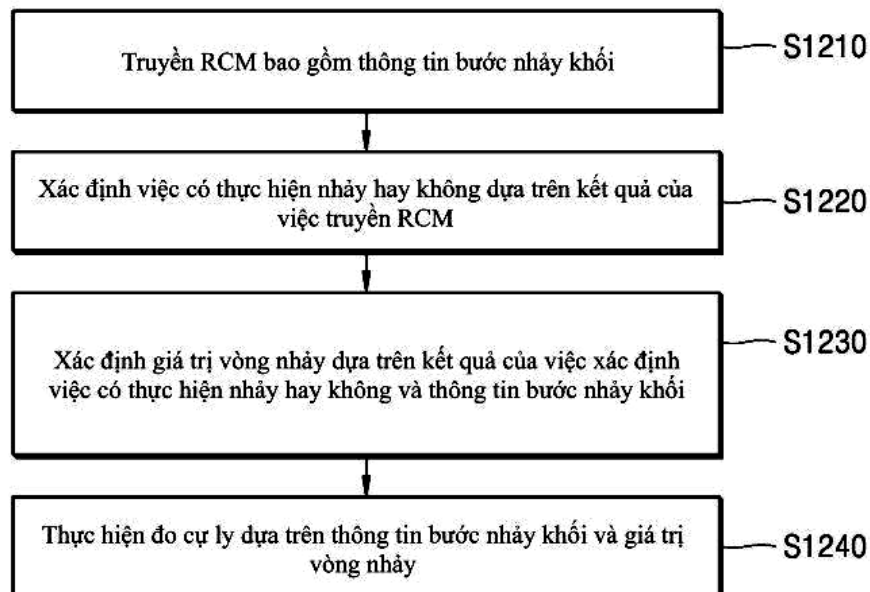 Truyền RCM bao gồm thông tin bước nhảy khối
S1210
Xác định việc có thực hiện nhảy hay không dựa trên kết quả của
việc truyền RCM
S1220
Xác định giá trị vòng nhảy dựa trên kết quả của việc xác định
việc có thực hiện nhảy hay không và thông tin bước nhảy khối
S1230
Thực hiện đo cự ly dựa trên thông tin bước nhảy khối và giá trị
vòng nhảy
S1240